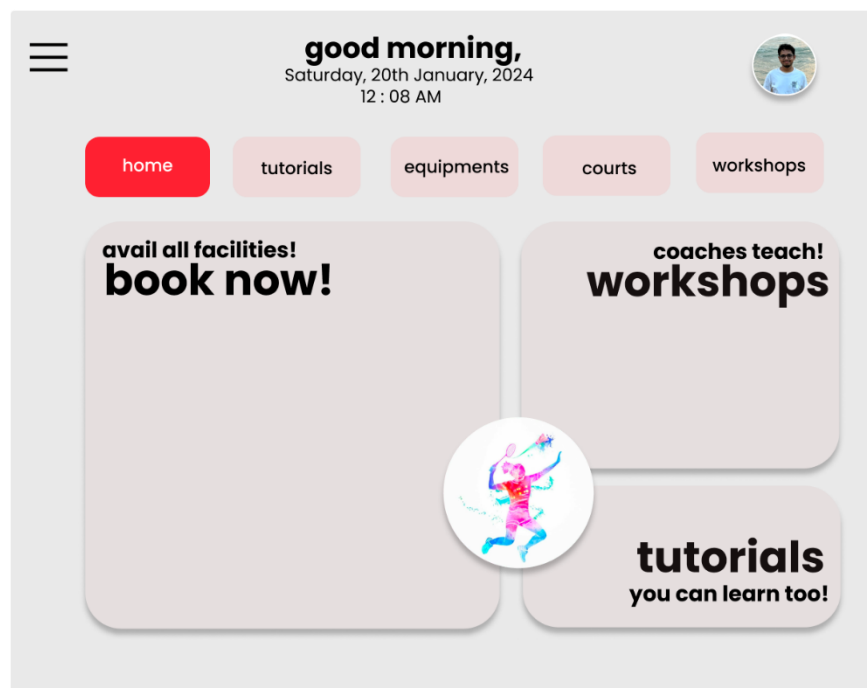 good morning,
Saturday, 20th January, 2024
12 : 08 AM
home
tutorials
equipments
courts
workshops
avail all facilities!
book now!
coaches teach!
workshops
tutorials
you can learn too!